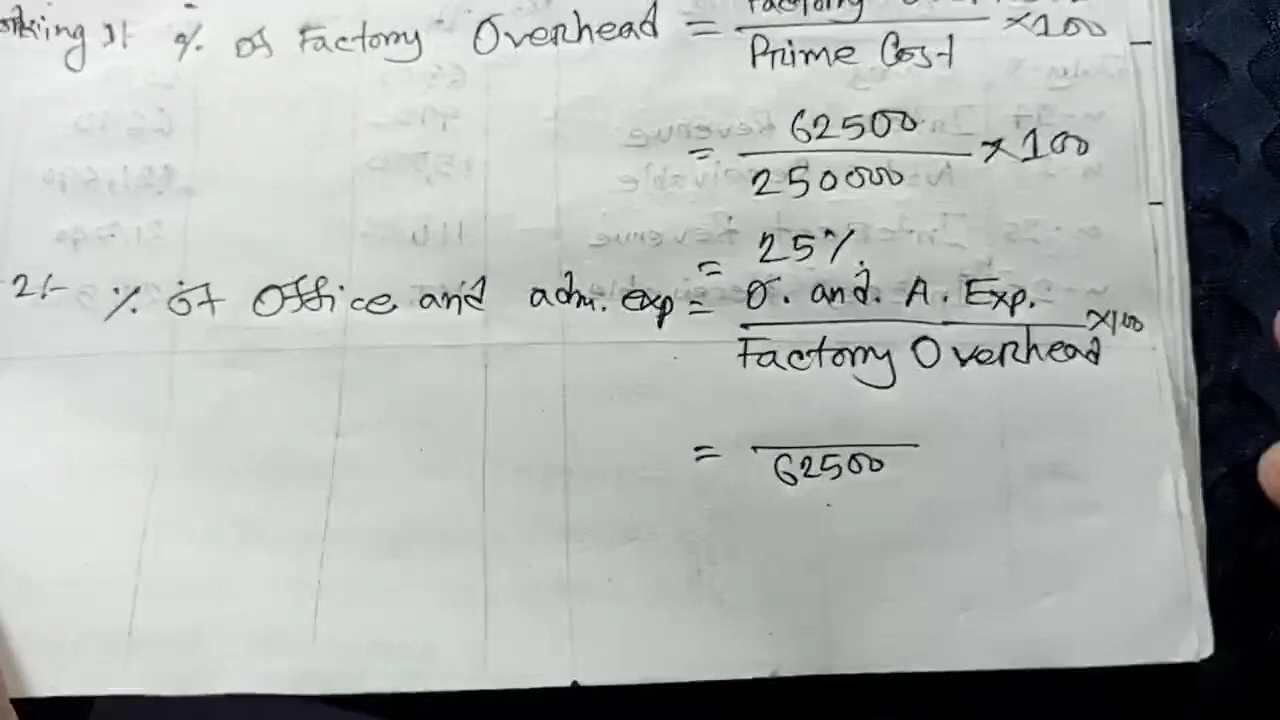 % of Factory Overhead = Factory × 100
Prime Cost
= 62500 × 100
250000
= 25%
2/- % of Office and adm. exp = O. and. A. Exp. ×100
Factory Overhead
=
62500